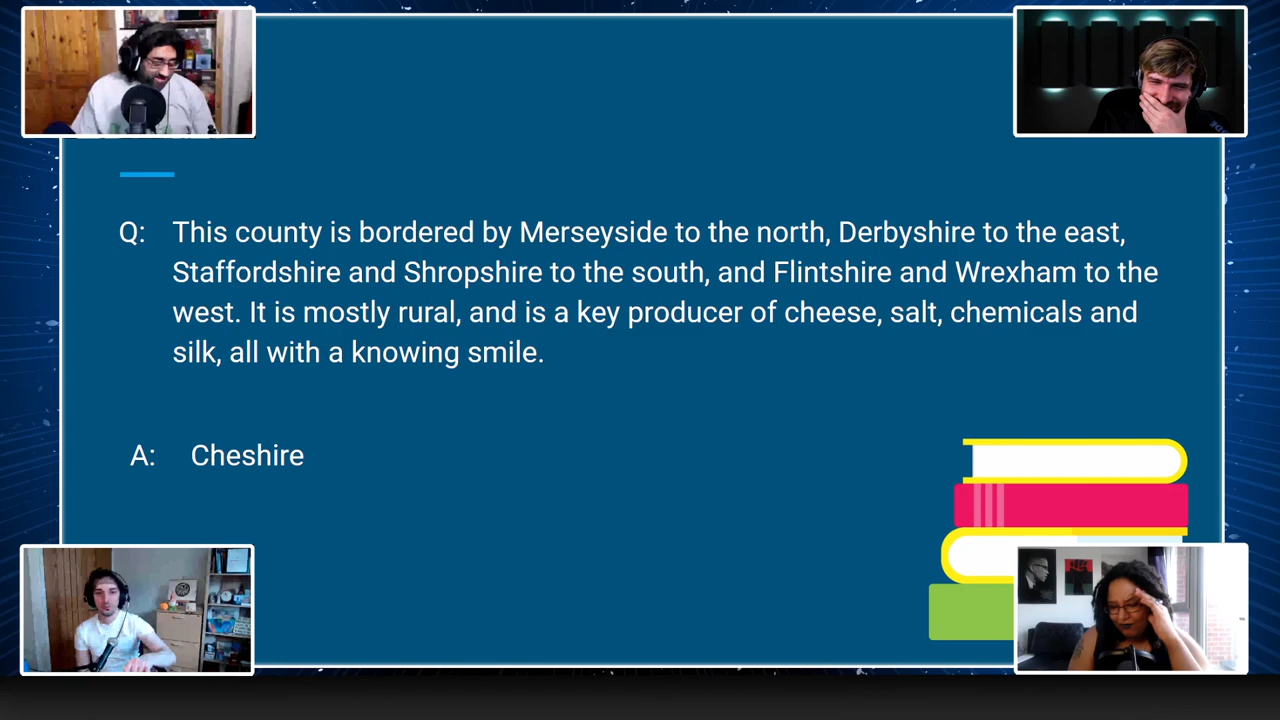 Q: This county is bordered by Merseyside to the north, Derbyshire to the east,
Staffordshire and Shropshire to the south, and Flintshire and Wrexham to the
west. It is mostly rural, and is a key producer of cheese, salt, chemicals and
silk, all with a knowing smile.
A: Cheshire